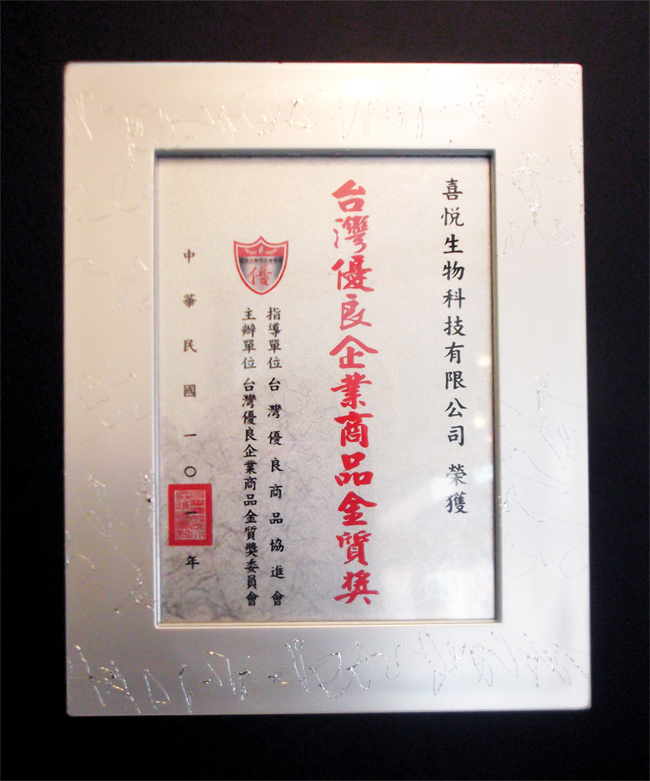 喜悅生物科技有限公司 榮獲
台灣優良企業商品金質獎
指導單位 台灣優良商品協進會
主辦單位 台灣優良企業商品金質獎委員會
優
中華民國一〇一年